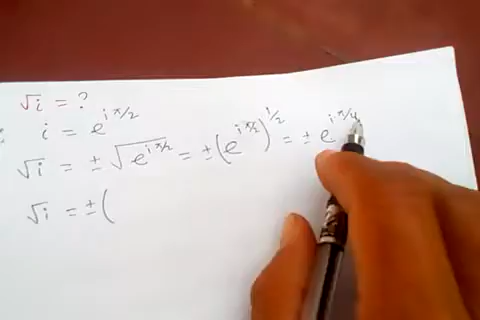 √i = ?
i = e^{iπ/2}
√i = ±√(e^{iπ/2}) = ±(e^{iπ/2})^{1/2} = ± e^{iπ/4}
√i = ±(